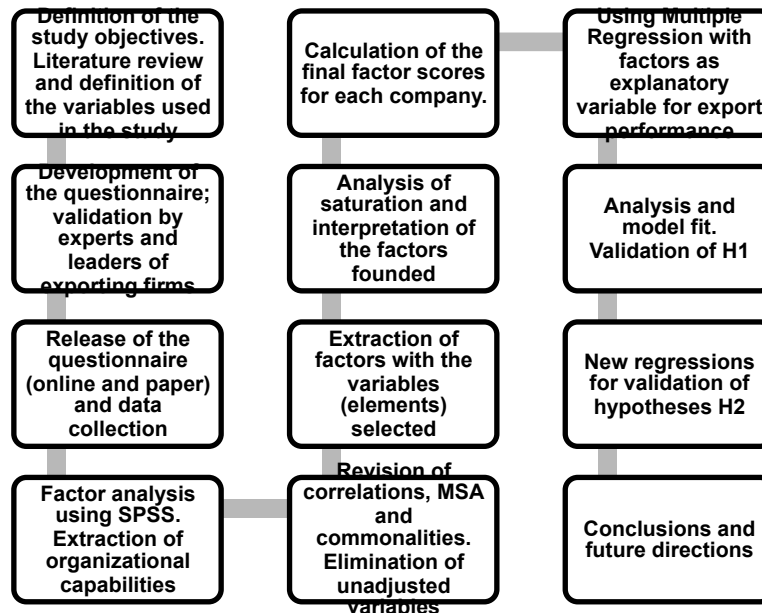 Definition of the
study objectives.
Literature review
and definition of
the variables used
in the study
Development of
the questionnaire;
validation by
experts and
leaders of
exporting firms
Release of the
questionnaire
(online and paper)
and data
collection
Factor analysis
using SPSS.
Extraction of
organizational
capabilities
Revision of
correlations, MSA
and
commonalities.
Elimination of
unadjusted
variables
Extraction of
factors with the
variables
(elements)
selected
Analysis of
saturation and
interpretation of
the factors
founded
Calculation of the
final factor scores
for each company.
Using Multiple
Regression with
factors as
explanatory
variable for export
performance
Analysis and
model fit.
Validation of H1
New regressions
for validation of
hypotheses H2
Conclusions and
future directions